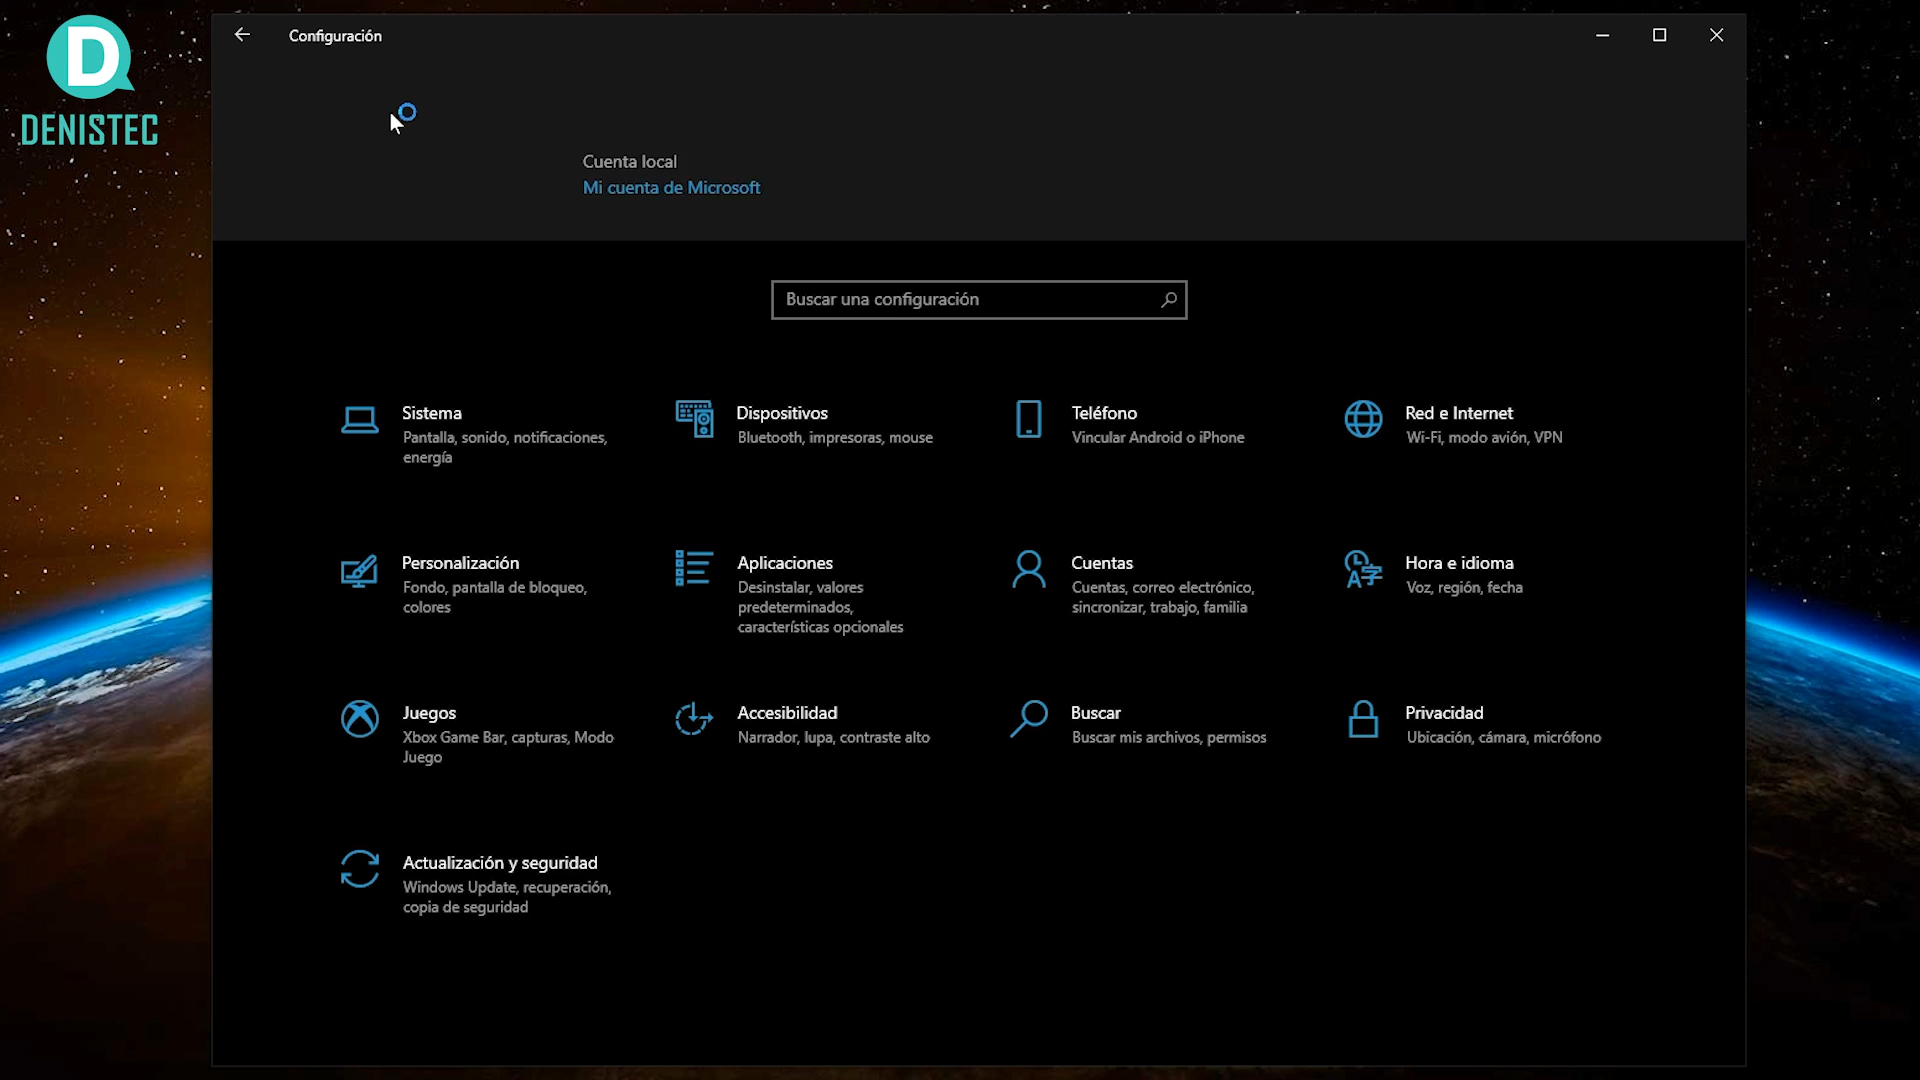 D
DENISTEC
Configuración
Cuenta local
Mi cuenta de Microsoft
Buscar una configuración
Sistema
Pantalla, sonido, notificaciones,
energía
Dispositivos
Bluetooth, impresoras, mouse
Teléfono
Vincular Android o iPhone
Red e Internet
Wi-Fi, modo avión, VPN
Personalización
Fondo, pantalla de bloqueo,
colores
Aplicaciones
Desinstalar, valores
predeterminados,
características opcionales
Cuentas
Cuentas, correo electrónico,
sincronizar, trabajo, familia
Hora e idioma
Voz, región, fecha
Juegos
Xbox Game Bar, capturas, Modo
Juego
Accesibilidad
Narrador, lupa, contraste alto
Buscar
Buscar mis archivos, permisos
Privacidad
Ubicación, cámara, micrófono
Actualización y seguridad
Windows Update, recuperación,
copia de seguridad